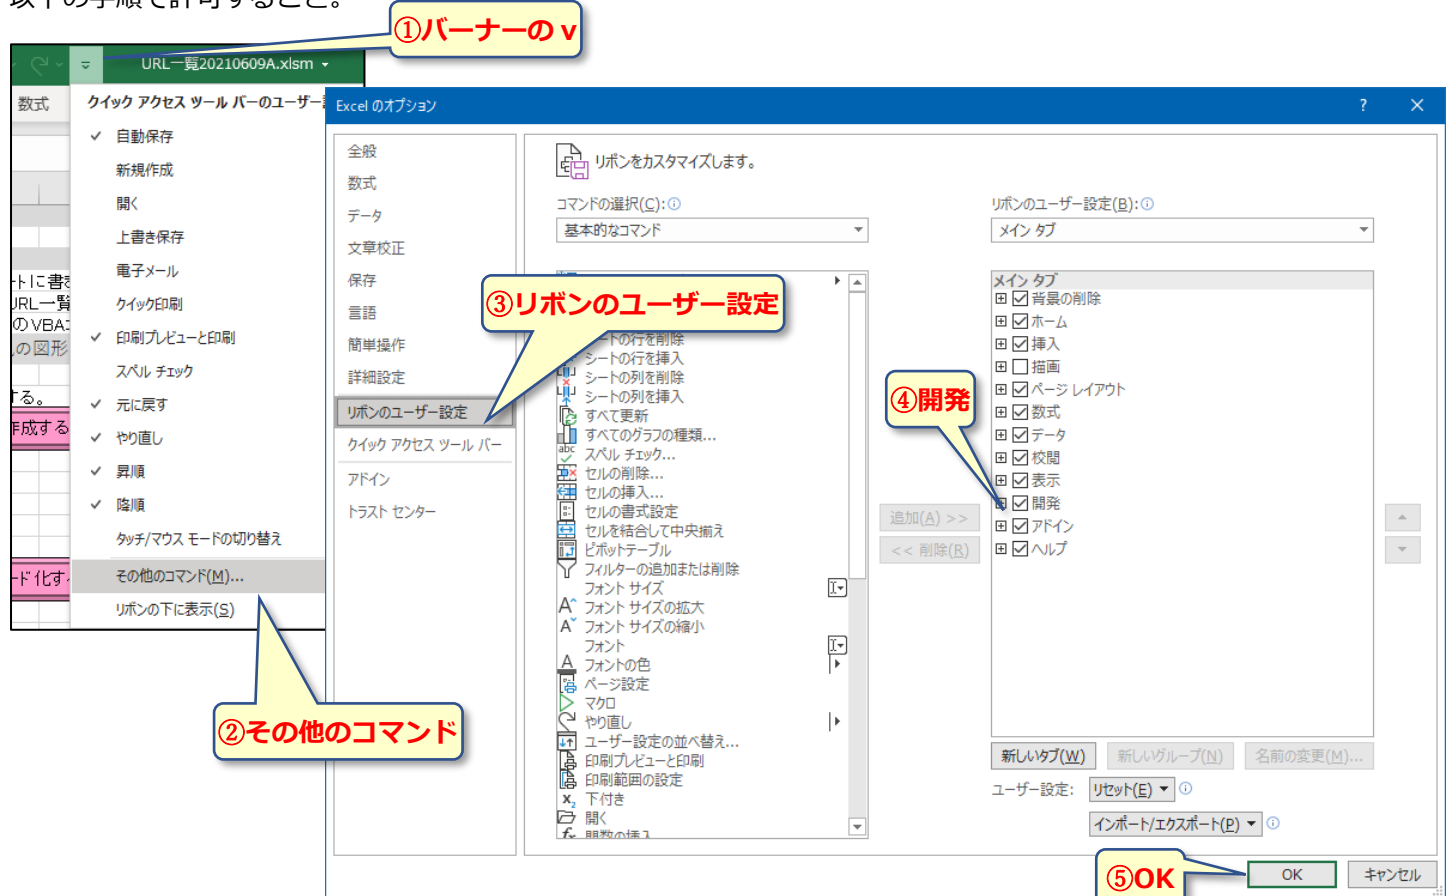 以下の手順で許可すること。
①バーナーのv
URL一覧20210609A.xlsm
数式
クイック アクセス ツール バーのユーザー
自動保存
新規作成
開く
上書き保存
電子メール
クイック印刷
印刷プレビューと印刷
スペル チェック
元に戻す
やり直し
昇順
降順
タッチ/マウス モードの切り替え
その他のコマンド(M)...
リボンの下に表示(S)
トに書き
URL一覧
のVBA
の図形
する。
作成する
ード化す
②その他のコマンド
Excel のオプション
? ×
全般
数式
データ
文章校正
保存
言語
簡単操作
詳細設定
リボンのユーザー設定
クイック アクセス ツール バー
アドイン
トラスト センター
③リボンのユーザー設定
リボンをカスタマイズします。
コマンドの選択(C):
基本的なコマンド
シートの行を削除
シートの行を挿入
シートの列を削除
シートの列を挿入
すべて更新
すべてのグラフの種類...
スペル チェック...
セルの削除...
セルの挿入...
セルの書式設定
セルを結合して中央揃え
ピボットテーブル
フィルターの追加または削除
フォント サイズ
フォント サイズの拡大
フォント サイズの縮小
フォント
フォントの色
ページ設定
マクロ
やり直し
ユーザー設定の並べ替え...
印刷プレビューと印刷
印刷範囲の設定
下付き
開く
関数の挿入
追加(A) >>
<< 削除(R)
リボンのユーザー設定(B):
メイン タブ
メイン タブ
背景の削除
ホーム
挿入
描画
ページ レイアウト
数式
データ
校閲
表示
開発
アドイン
ヘルプ
④開発
新しいタブ(W)
新しいグループ(N)
名前の変更(M)...
ユーザー設定:
リセット(E)
インポート/エクスポート(P)
⑤OK
OK
キャンセル